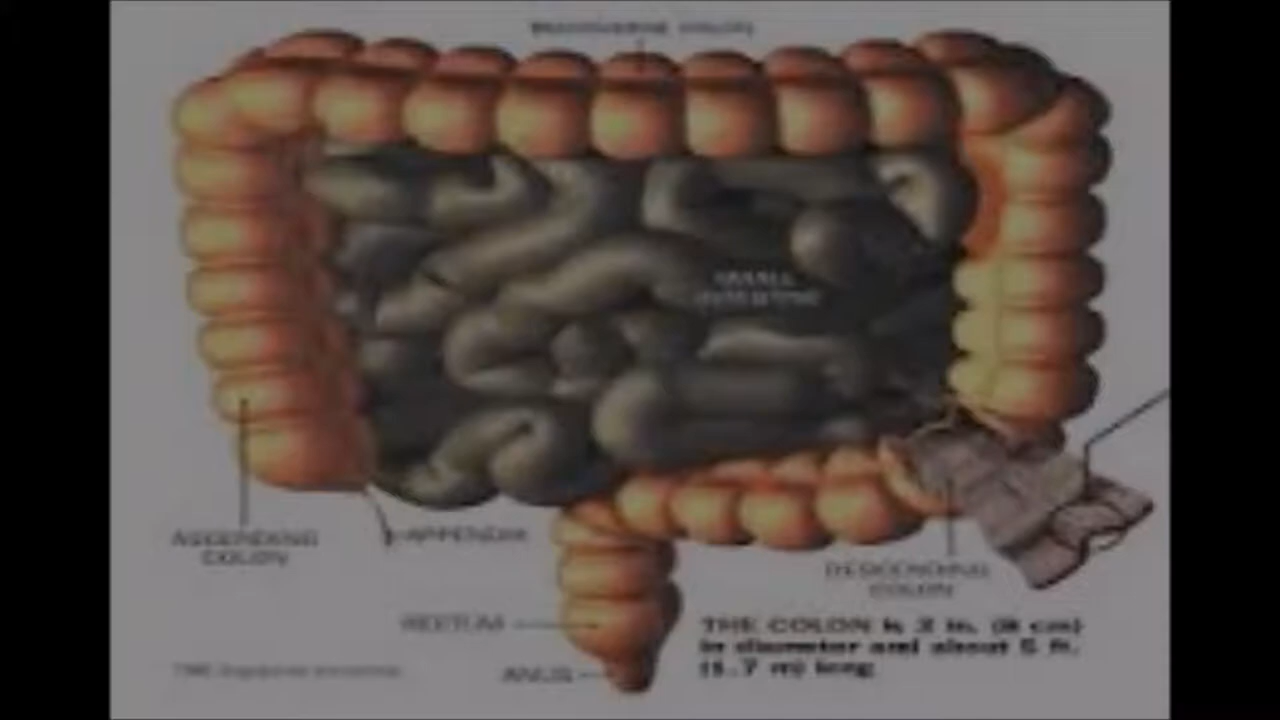 TRANSVERSE COLON
SMALL
INTESTINE
ASCENDING
COLON
APPENDIX
DESCENDING
COLON
RECTUM
THE COLON is 2 in. (8 cm)
in diameter and about 5 ft.
(1.7 m) long
ANUS